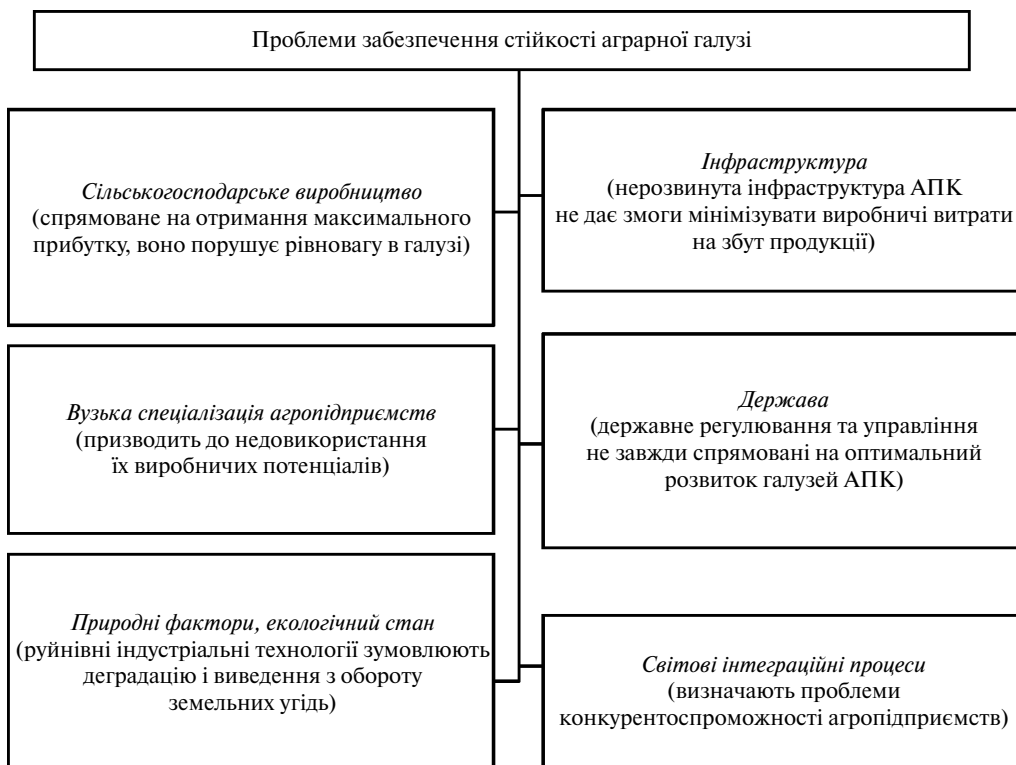 Проблеми забезпечення стійкості аграрної галузі
Сільськогосподарське виробництво
(спрямоване на отримання максимального
прибутку, воно порушує рівновагу в галузі)
Інфраструктура
(нерозвинута інфраструктура АПК
не дає змоги мінімізувати виробничі витрати
на збут продукції)
Вузька спеціалізація агропідприємств
(призводить до недовикористання
їх виробничих потенціалів)
Держава
(державне регулювання та управління
не завжди спрямовані на оптимальний
розвиток галузей АПК)
Природні фактори, екологічний стан
(руйнівні індустріальні технології зумовлюють
деградацію і виведення з обороту
земельних угідь)
Світові інтеграційні процеси
(визначають проблеми
конкурентоспроможності агропідприємств)